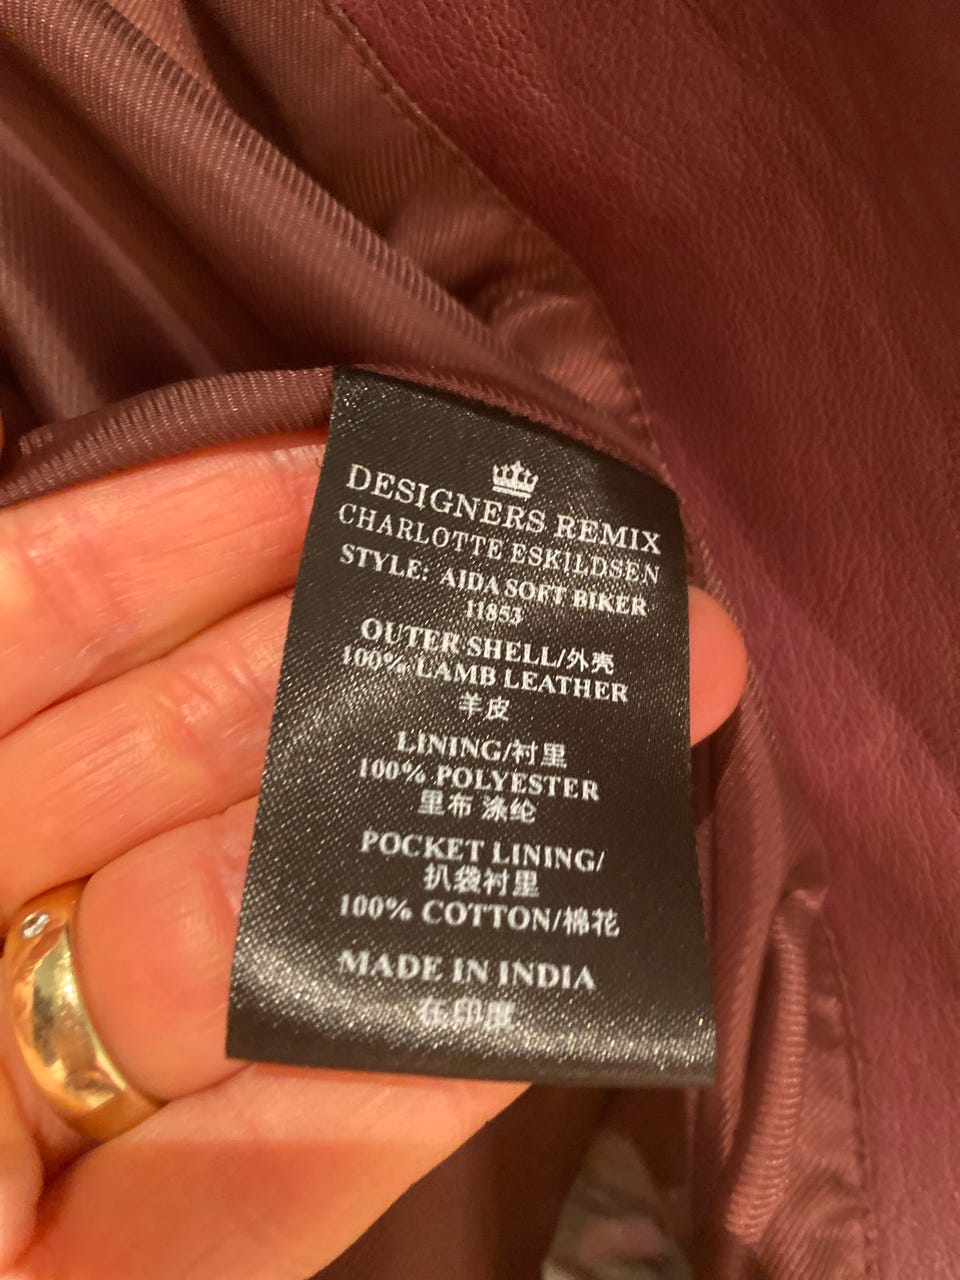 DESIGNERS REMIX
CHARLOTTE ESKILDSEN
STYLE: AIDA SOFT BIKER
11853
OUTER SHELL/外壳
100% LAMB LEATHER
羊皮
LINING/衬里
100% POLYESTER
里布 涤纶
POCKET LINING/
扒袋衬里
100% COTTON/棉花
MADE IN INDIA
在印度